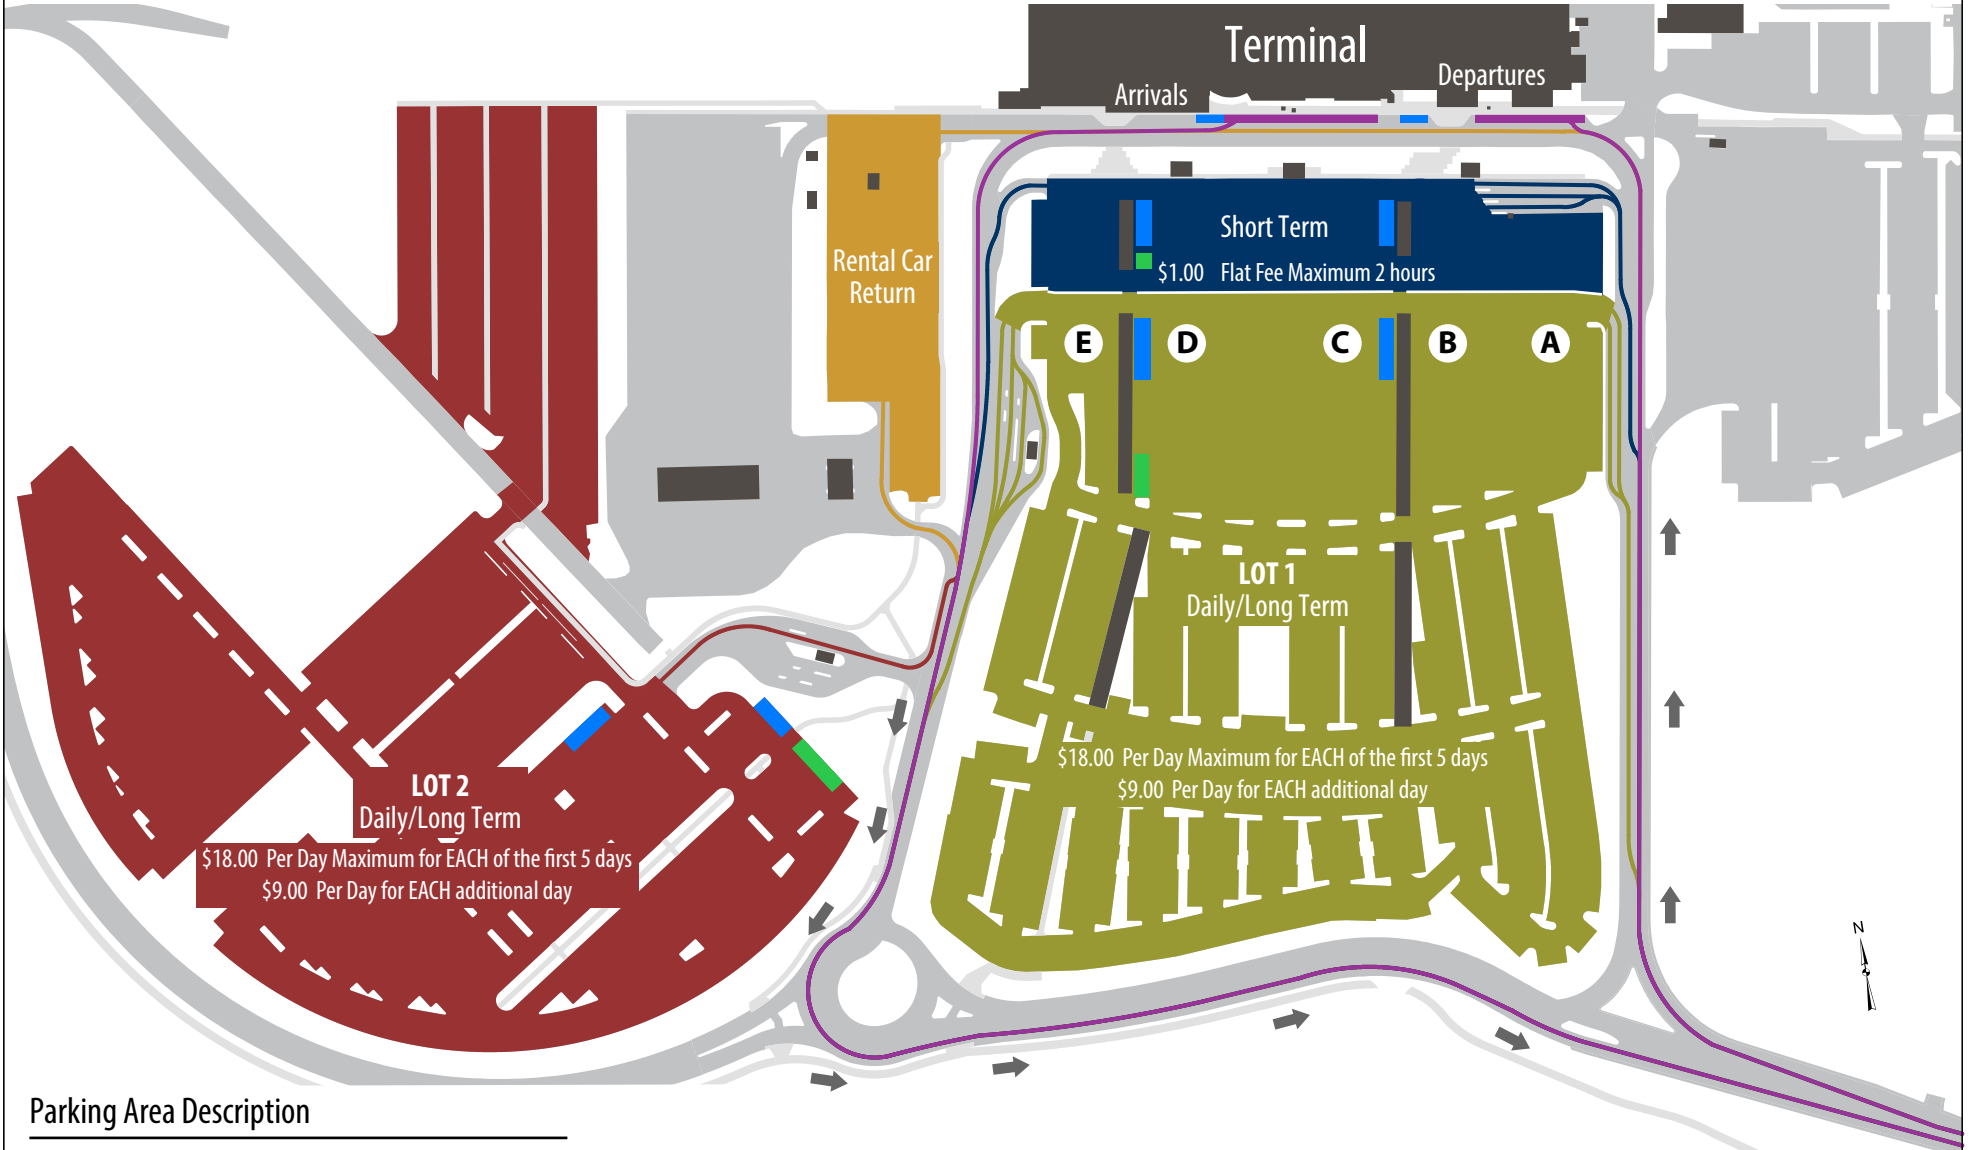 Terminal
Arrivals
Departures
Rental Car
Return
Short Term
$1.00 Flat Fee Maximum 2 hours
E D C B A
LOT 1
Daily/Long Term
$18.00 Per Day Maximum for EACH of the first 5 days
$9.00 Per Day for EACH additional day
LOT 2
Daily/Long Term
$18.00 Per Day Maximum for EACH of the first 5 days
$9.00 Per Day for EACH additional day
N
Parking Area Description